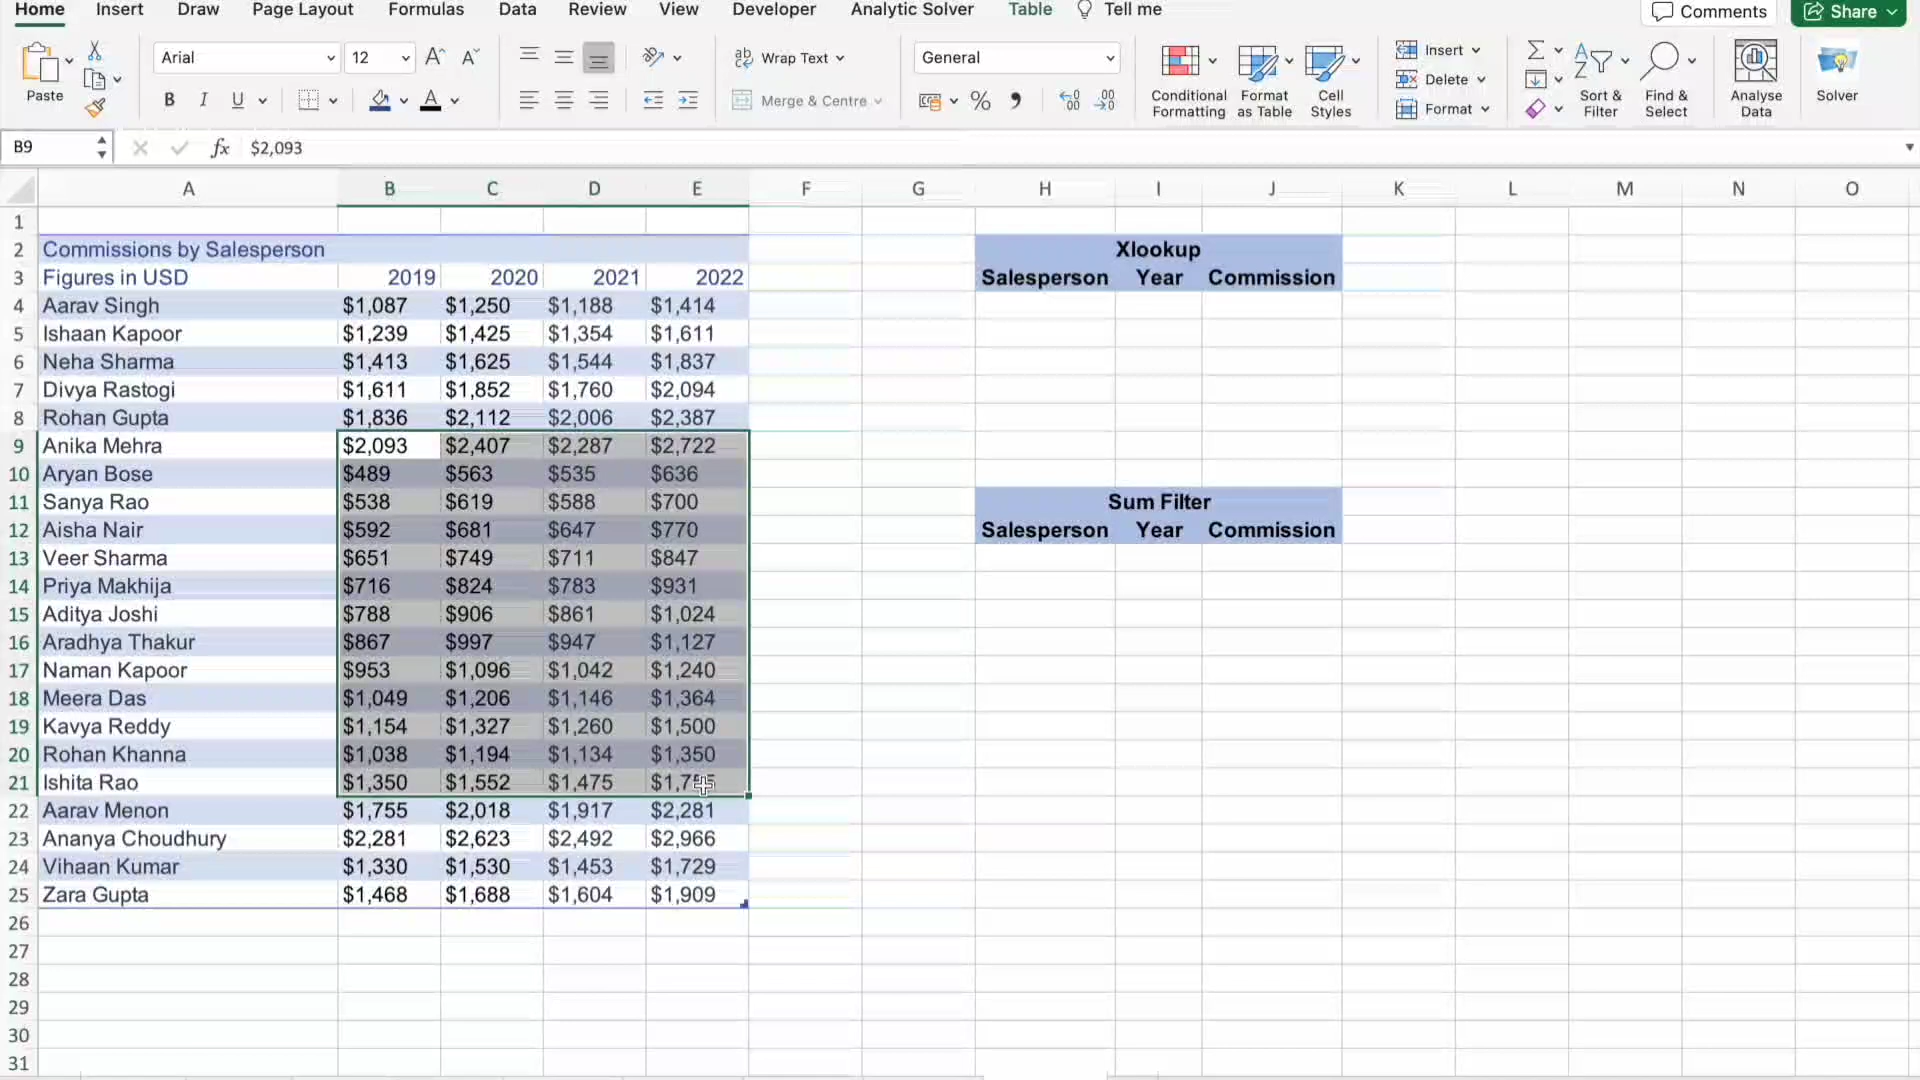 Home Insert Draw Page Layout Formulas Data Review View Developer Analytic Solver Table Tell me Comments Share
Paste
Arial 12
B I U A
Wrap Text
Merge & Centre
General
Conditional Formatting
Format as Table
Cell Styles
Insert
Delete
Format
Sort & Filter
Find & Select
Analyse Data
Solver
B9 fx $2,093
A B C D E F G H I J K L M N O
1
2 Commissions by Salesperson Xlookup
3 Figures in USD 2019 2020 2021 2022 Salesperson Year Commission
4 Aarav Singh $1,087 $1,250 $1,188 $1,414
5 Ishaan Kapoor $1,239 $1,425 $1,354 $1,611
6 Neha Sharma $1,413 $1,625 $1,544 $1,837
7 Divya Rastogi $1,611 $1,852 $1,760 $2,094
8 Rohan Gupta $1,836 $2,112 $2,006 $2,387
9 Anika Mehra $2,093 $2,407 $2,287 $2,722
10 Aryan Bose $489 $563 $535 $636
11 Sanya Rao $538 $619 $588 $700 Sum Filter
12 Aisha Nair $592 $681 $647 $770 Salesperson Year Commission
13 Veer Sharma $651 $749 $711 $847
14 Priya Makhija $716 $824 $783 $931
15 Aditya Joshi $788 $906 $861 $1,024
16 Aradhya Thakur $867 $997 $947 $1,127
17 Naman Kapoor $953 $1,096 $1,042 $1,240
18 Meera Das $1,049 $1,206 $1,146 $1,364
19 Kavya Reddy $1,154 $1,327 $1,260 $1,500
20 Rohan Khanna $1,038 $1,194 $1,134 $1,350
21 Ishita Rao $1,350 $1,552 $1,475
22 Aarav Menon $1,755 $2,018 $1,917 $2,281
23 Ananya Choudhury $2,281 $2,623 $2,492 $2,966
24 Vihaan Kumar $1,330 $1,530 $1,453 $1,729
25 Zara Gupta $1,468 $1,688 $1,604 $1,909
26
27
28
29
30
31